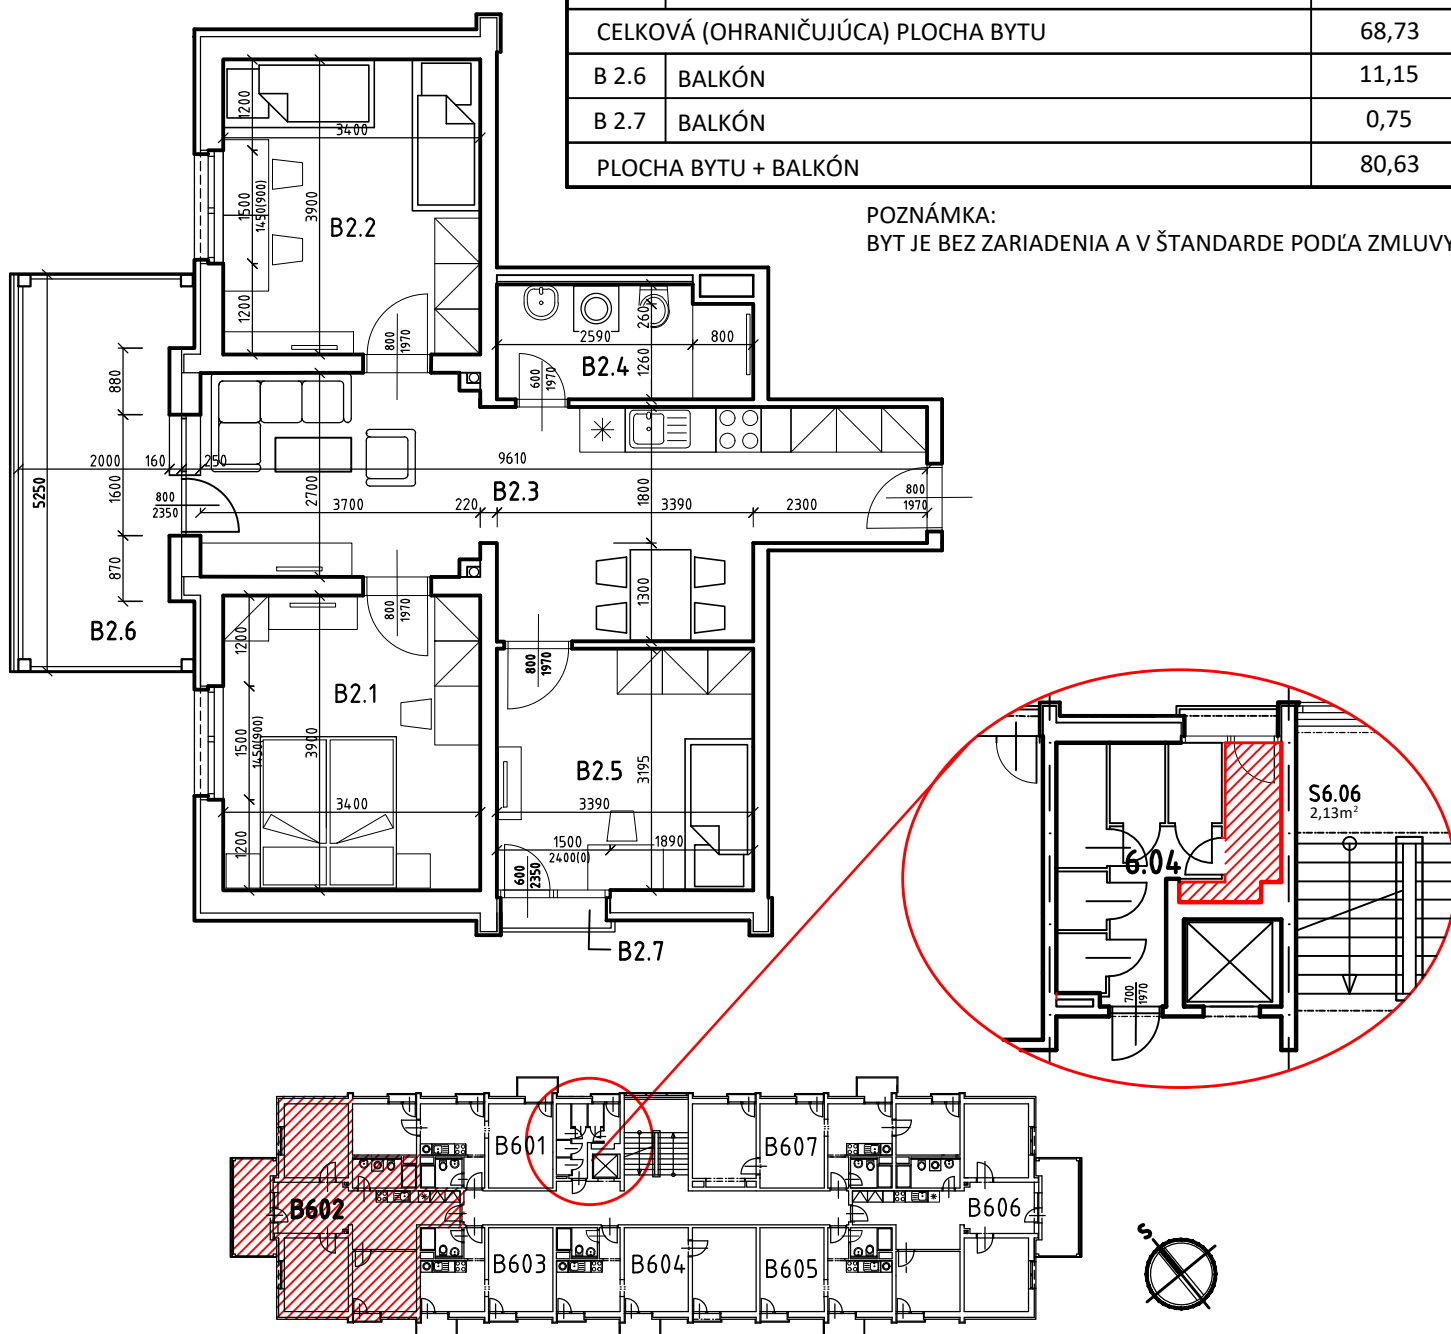 CELKOVÁ (OHRANIČUJÚCA) PLOCHA BYTU 68,73
B 2.6 BALKÓN 11,15
B 2.7 BALKÓN 0,75
PLOCHA BYTU + BALKÓN 80,63
POZNÁMKA:
BYT JE BEZ ZARIADENIA A V ŠTANDARDE PODĽA ZMLUVY
1200
3400
1500
1450(900)
3900
B2.2
1200
800
1970
260
2590
800
1260
B2.4
600
1970
880
2000
160
250
9610
5250
1600
800
2350
2700
B2.3
1800
800
1970
3700
220
3390
2300
870
B2.6
800
1970
1300
1200
B2.1
800
1970
1500
1450(900)
3900
B2.5
3195
3400
3390
1200
1500
2400(0)
1890
600
2350
B2.7
S6.06
2,13m²
6.04
700
1970
B601
B607
B602
B606
B603
B604
B605
S